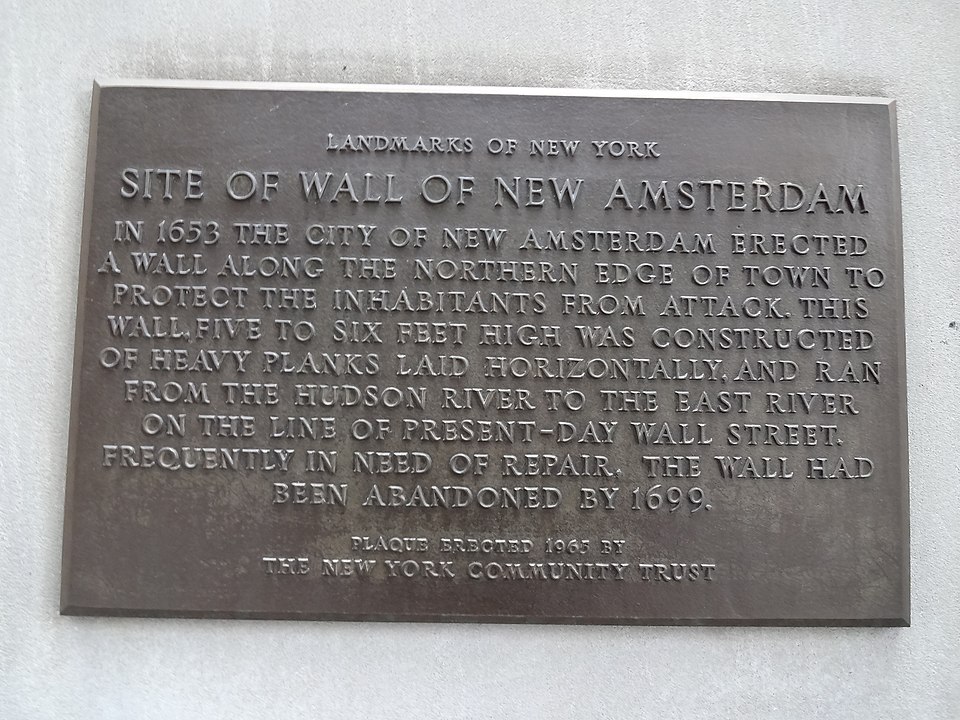 LANDMARKS OF NEW YORK
SITE OF WALL OF NEW AMSTERDAM
IN 1653 THE CITY OF NEW AMSTERDAM ERECTED
A WALL ALONG THE NORTHERN EDGE OF TOWN TO
PROTECT THE INHABITANTS FROM ATTACK. THIS
WALL, FIVE TO SIX FEET HIGH WAS CONSTRUCTED
OF HEAVY PLANKS LAID HORIZONTALLY, AND RAN
FROM THE HUDSON RIVER TO THE EAST RIVER
ON THE LINE OF PRESENT-DAY WALL STREET.
FREQUENTLY IN NEED OF REPAIR. THE WALL HAD
BEEN ABANDONED BY 1699.
PLAQUE ERECTED 1965 BY
THE NEW YORK COMMUNITY TRUST